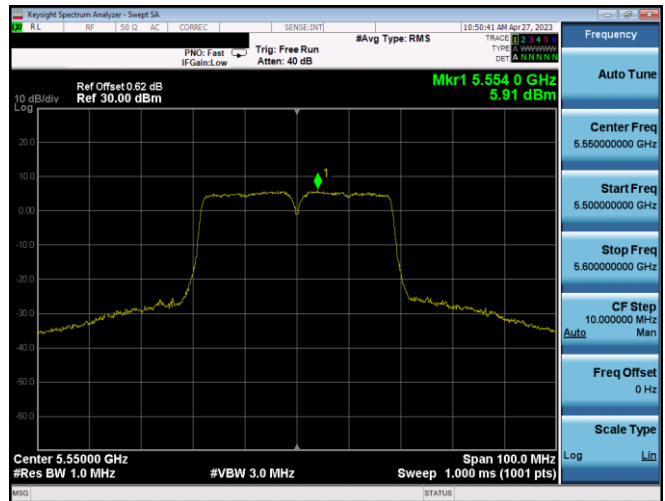 Keysight Spectrum Analyzer - Swept SA
RL RF 50 Ω AC CORREC SENSE:INT 10:50:41 AM Apr 27, 2023
#Avg Type: RMS
TRACE 1 2 3 4 5 6
TYPE A WWWWW
DET A N N N N N
PNO: Fast Trig: Free Run
IFGain:Low Atten: 40 dB
Ref Offset 0.62 dB
10 dB/div Ref 30.00 dBm
Log
Mkr1 5.554 0 GHz
5.91 dBm
20.0
10.0
0.00
-10.0
-20.0
-30.0
-40.0
-50.0
-60.0
1
Center 5.55000 GHz Span 100.0 MHz
#Res BW 1.0 MHz #VBW 3.0 MHz Sweep 1.000 ms (1001 pts)
MSG STATUS
Frequency
Auto Tune
Center Freq
5.550000000 GHz
Start Freq
5.500000000 GHz
Stop Freq
5.600000000 GHz
CF Step
10.000000 MHz
Auto Man
Freq Offset
0 Hz
Scale Type
Log Lin